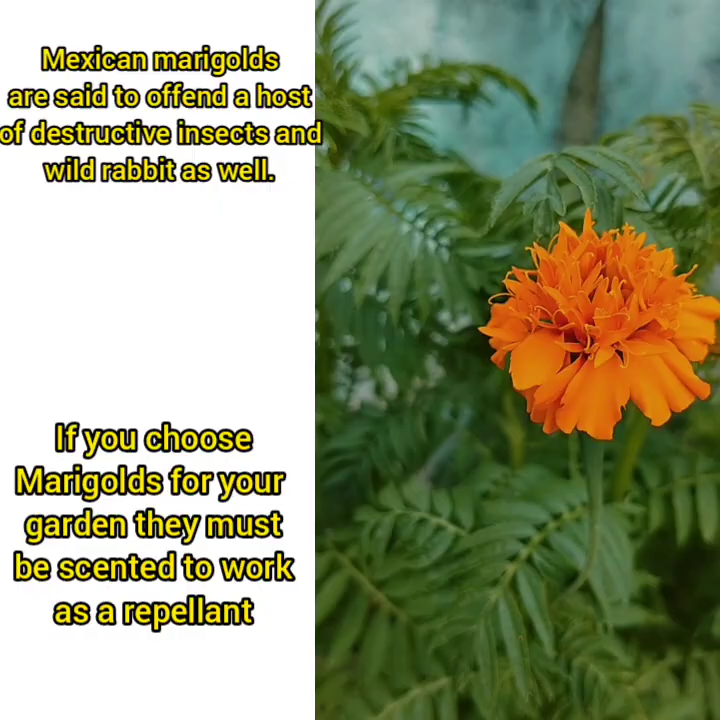 Mexican marigolds
are said to offend a host
of destructive insects and
wild rabbit as well.
If you choose
Marigolds for your
garden they must
be scented to work
as a repellant